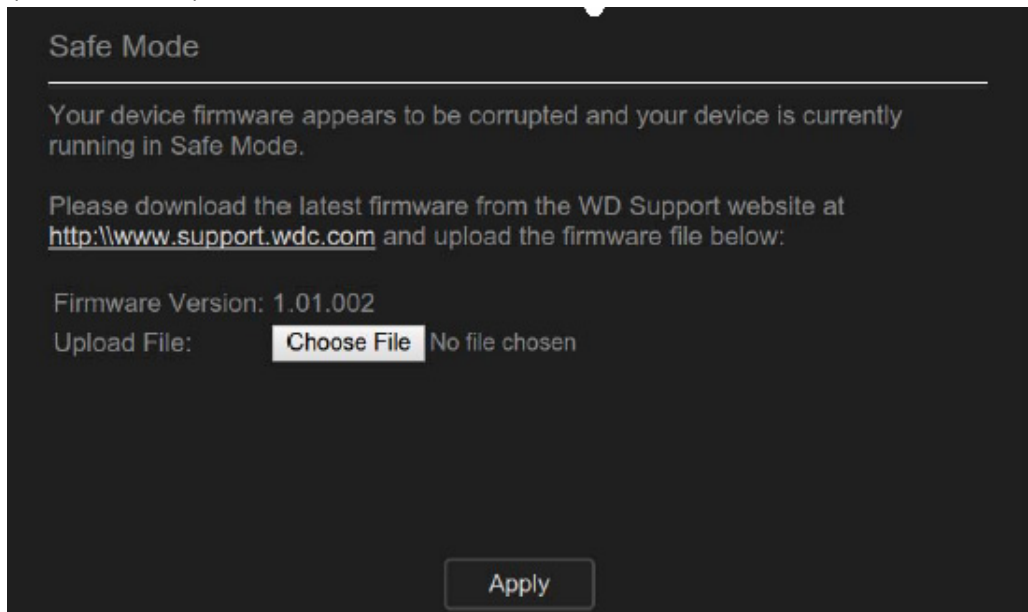 Safe Mode
Your device firmware appears to be corrupted and your device is currently
running in Safe Mode.
Please download the latest firmware from the WD Support website at
http:\\www.support.wdc.com and upload the firmware file below:
Firmware Version: 1.01.002
Upload File: Choose File No file chosen
Apply